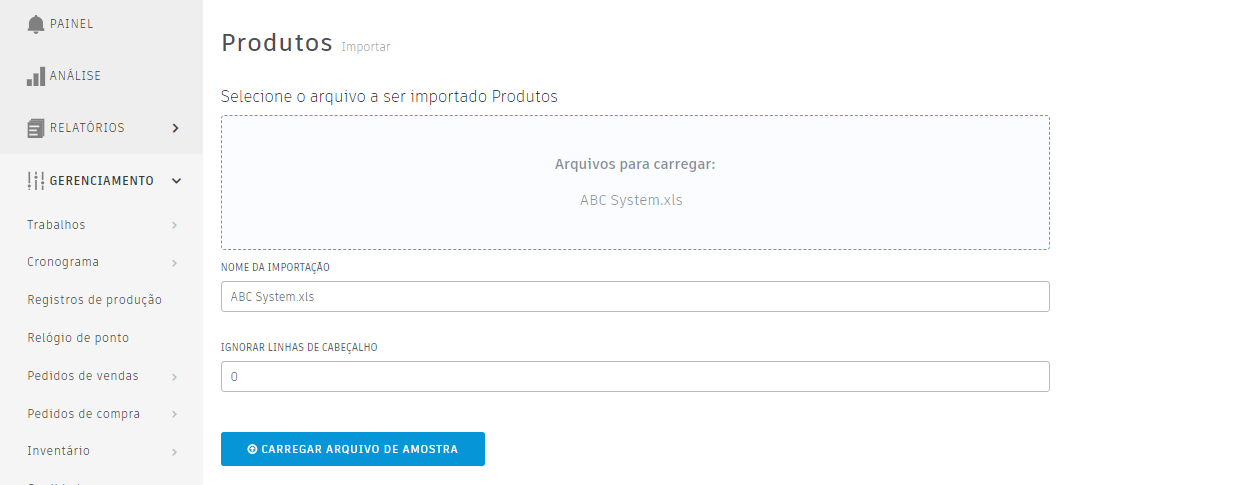 PAINEL
ANÁLISE
RELATÓRIOS
GERENCIAMENTO
Trabalhos
Cronograma
Registros de produção
Relógio de ponto
Pedidos de vendas
Pedidos de compra
Inventário
Produtos Importar
Selecione o arquivo a ser importado Produtos
Arquivos para carregar:
ABC System.xls
NOME DA IMPORTAÇÃO
ABC System.xls
IGNORAR LINHAS DE CABEÇALHO
0
CARREGAR ARQUIVO DE AMOSTRA